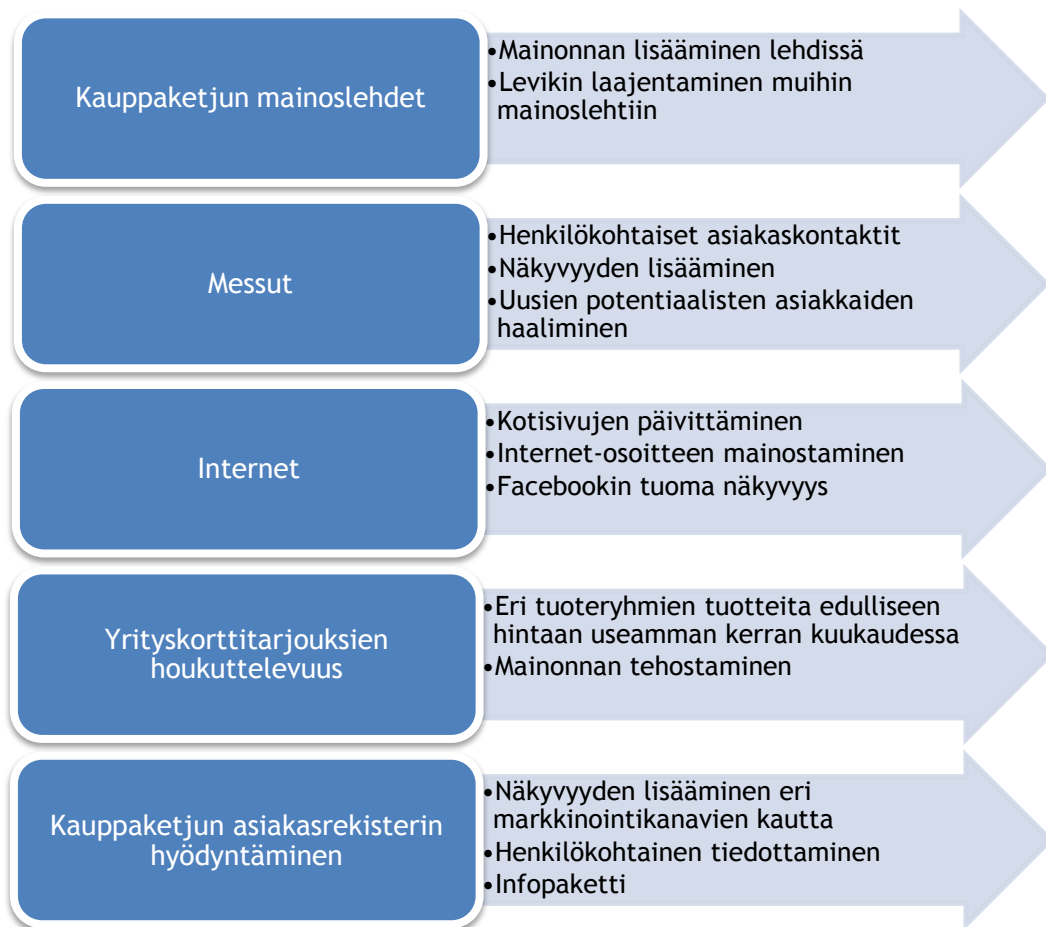 Kauppaketjun mainoslehdet
•Mainonnan lisääminen lehdissä
•Levikin laajentaminen muihin
mainoslehtiin
Messut
•Henkilökohtaiset asiakaskontaktit
•Näkyvyyden lisääminen
•Uusien potentiaalisten asiakkaiden
haaliminen
Internet
•Kotisivujen päivittäminen
•Internet-osoitteen mainostaminen
•Facebookin tuoma näkyvyys
Yrityskorttitarjouksien
houkuttelevuus
•Eri tuoteryhmien tuotteita edulliseen
hintaan useamman kerran kuukaudessa
•Mainonnan tehostaminen
Kauppaketjun asiakasrekisterin
hyödyntäminen
•Näkyvyyden lisääminen eri
markkinointikanavien kautta
•Henkilökohtainen tiedottaminen
•Infopaketti